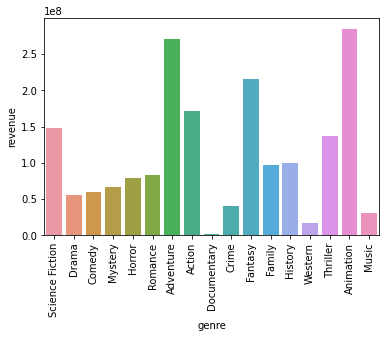 1e8
revenue
2.5
2.0
1.5
1.0
0.5
0.0
Science Fiction
Drama
Comedy
Mystery
Horror
Romance
Adventure
Action
Documentary
Crime
Fantasy
Family
History
Western
Thriller
Animation
Music
genre